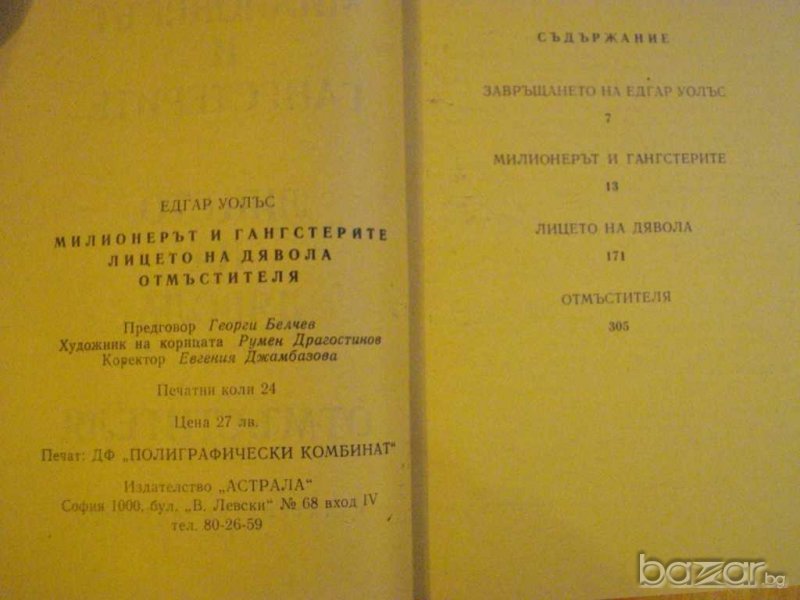 ЕДГАР УОЛЪС
МИЛИОНЕРЪТ И ГАНГСТЕРИТЕ
ЛИЦЕТО НА ДЯВОЛА
ОТМЪСТИТЕЛЯ
Предговор Георги Белчев
Художник на корицата Румен Драгостинов
Коректор Евгения Джамбазова
Печатни коли 24
Цена 27 лв.
Печат: ДФ „ПОЛИГРАФИЧЕСКИ КОМБИНАТ“
Издателство „АСТРАЛА“
София 1000, бул. „В. Левски“ № 68 вход IV
тел. 80-26-59
СЪДЪРЖАНИЕ
ЗАВРЪЩАНЕТО НА ЕДГАР УОЛЪС
7
МИЛИОНЕРЪТ И ГАНГСТЕРИТЕ
13
ЛИЦЕТО НА ДЯВОЛА
171
ОТМЪСТИТЕЛЯ
305
bazar.bg